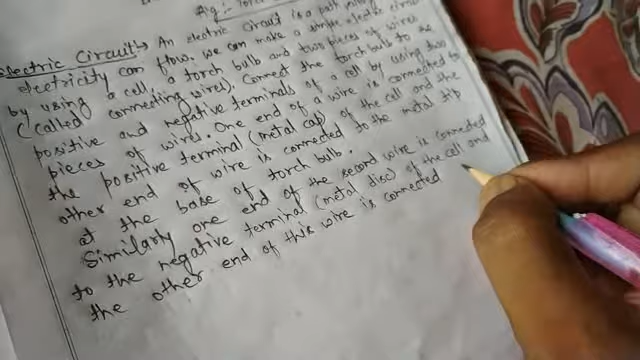 Fig:- Torch
Electric Circuit → An electric circuit is a path
electricity can flow. We can make a simple electric circuit
by using a cell, a torch bulb and two pieces of wires
(called connecting wires). Connect the torch bulb to the
positive and negative terminals of a cell by using two
pieces of wires. One end of a wire is connected to
the positive terminal (metal cap) of the cell and the
other end of wire is connected to the metal tip
at the base of torch bulb.
Similarly one end of the second wire is connected
to the negative terminal (metal disc) of the cell and
the other end of this wire is connected